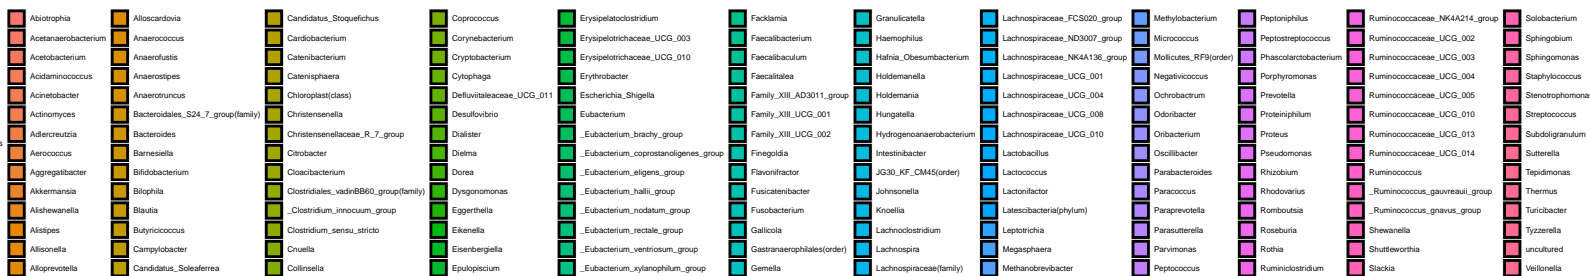 Abiotrophia
Acetanaerobacterium
Acetobacterium
Acidaminococcus
Acinetobacter
Actinomyces
Adlercreutzia
Aerococcus
Aggregatibacter
Akkermansia
Alishewanella
Alistipes
Allisonella
Alloprevotella
Alloscardovia
Anaerococcus
Anaerofustis
Anaerostipes
Anaerotruncus
Bacteroidales_S24_7_group(family)
Bacteroides
Barnesiella
Bifidobacterium
Bilophila
Blautia
Butyricicoccus
Campylobacter
Candidatus_Soleaferrea
Candidatus_Stoquefichus
Cardiobacterium
Catenibacterium
Catenisphaera
Chloroplast(class)
Christensenella
Christensenellaceae_R_7_group
Citrobacter
Cloacibacterium
Clostridiales_vadinBB60_group(family)
_Clostridium_innocuum_group
Clostridium_sensu_stricto
Cnuella
Collinsella
Coprococcus
Corynebacterium
Cryptobacterium
Cytophaga
Defluviitaleaceae_UCG_011
Desulfovibrio
Dialister
Dielma
Dorea
Dysgonomonas
Eggerthella
Eikenella
Eisenbergiella
Epulopiscium
Erysipelatoclostridium
Erysipelotrichaceae_UCG_003
Erysipelotrichaceae_UCG_010
Erythrobacter
Escherichia_Shigella
Eubacterium
_Eubacterium_brachy_group
_Eubacterium_coprostanoligenes_group
_Eubacterium_eligens_group
_Eubacterium_hallii_group
_Eubacterium_nodatum_group
_Eubacterium_rectale_group
_Eubacterium_ventriosum_group
_Eubacterium_xylanophilum_group
Facklamia
Faecalibacterium
Faecalibaculum
Faecalitalea
Family_XIII_AD3011_group
Family_XIII_UCG_001
Family_XIII_UCG_002
Finegoldia
Flavonifractor
Fusicatenibacter
Fusobacterium
Gallicola
Gastranaerophilales(order)
Gemella
Granulicatella
Haemophilus
Hafnia_Obesumbacterium
Holdemanella
Holdemania
Hungatella
Hydrogenoanaerobacterium
Intestinibacter
JG30_KF_CM45(order)
Johnsonella
Knoellia
Lachnoclostridium
Lachnospira
Lachnospiraceae(family)
Lachnospiraceae_FCS020_group
Lachnospiraceae_ND3007_group
Lachnospiraceae_NK4A136_group
Lachnospiraceae_UCG_001
Lachnospiraceae_UCG_004
Lachnospiraceae_UCG_008
Lachnospiraceae_UCG_010
Lactobacillus
Lactococcus
Lactonifactor
Latescibacteria(phylum)
Leptotrichia
Megasphaera
Methanobrevibacter
Methylobacterium
Micrococcus
Mollicutes_RF9(order)
Negativicoccus
Ochrobactrum
Odoribacter
Oribacterium
Oscillibacter
Parabacteroides
Paracoccus
Paraprevotella
Parasutterella
Parvimonas
Peptococcus
Peptoniphilus
Peptostreptococcus
Phascolarctobacterium
Porphyromonas
Prevotella
Proteiniphilum
Proteus
Pseudomonas
Rhizobium
Rhodovarius
Romboutsia
Roseburia
Rothia
Ruminiclostridium
Ruminococcaceae_NK4A214_group
Ruminococcaceae_UCG_002
Ruminococcaceae_UCG_003
Ruminococcaceae_UCG_004
Ruminococcaceae_UCG_005
Ruminococcaceae_UCG_010
Ruminococcaceae_UCG_013
Ruminococcaceae_UCG_014
Ruminococcus
_Ruminococcus_gauvreauii_group
_Ruminococcus_gnavus_group
Shewanella
Shuttleworthia
Slackia
Solobacterium
Sphingobium
Sphingomonas
Staphylococcus
Stenotrophomonas
Streptococcus
Subdoligranulum
Sutterella
Tepidimonas
Thermus
Turicibacter
Tyzzerella
uncultured
Veillonella